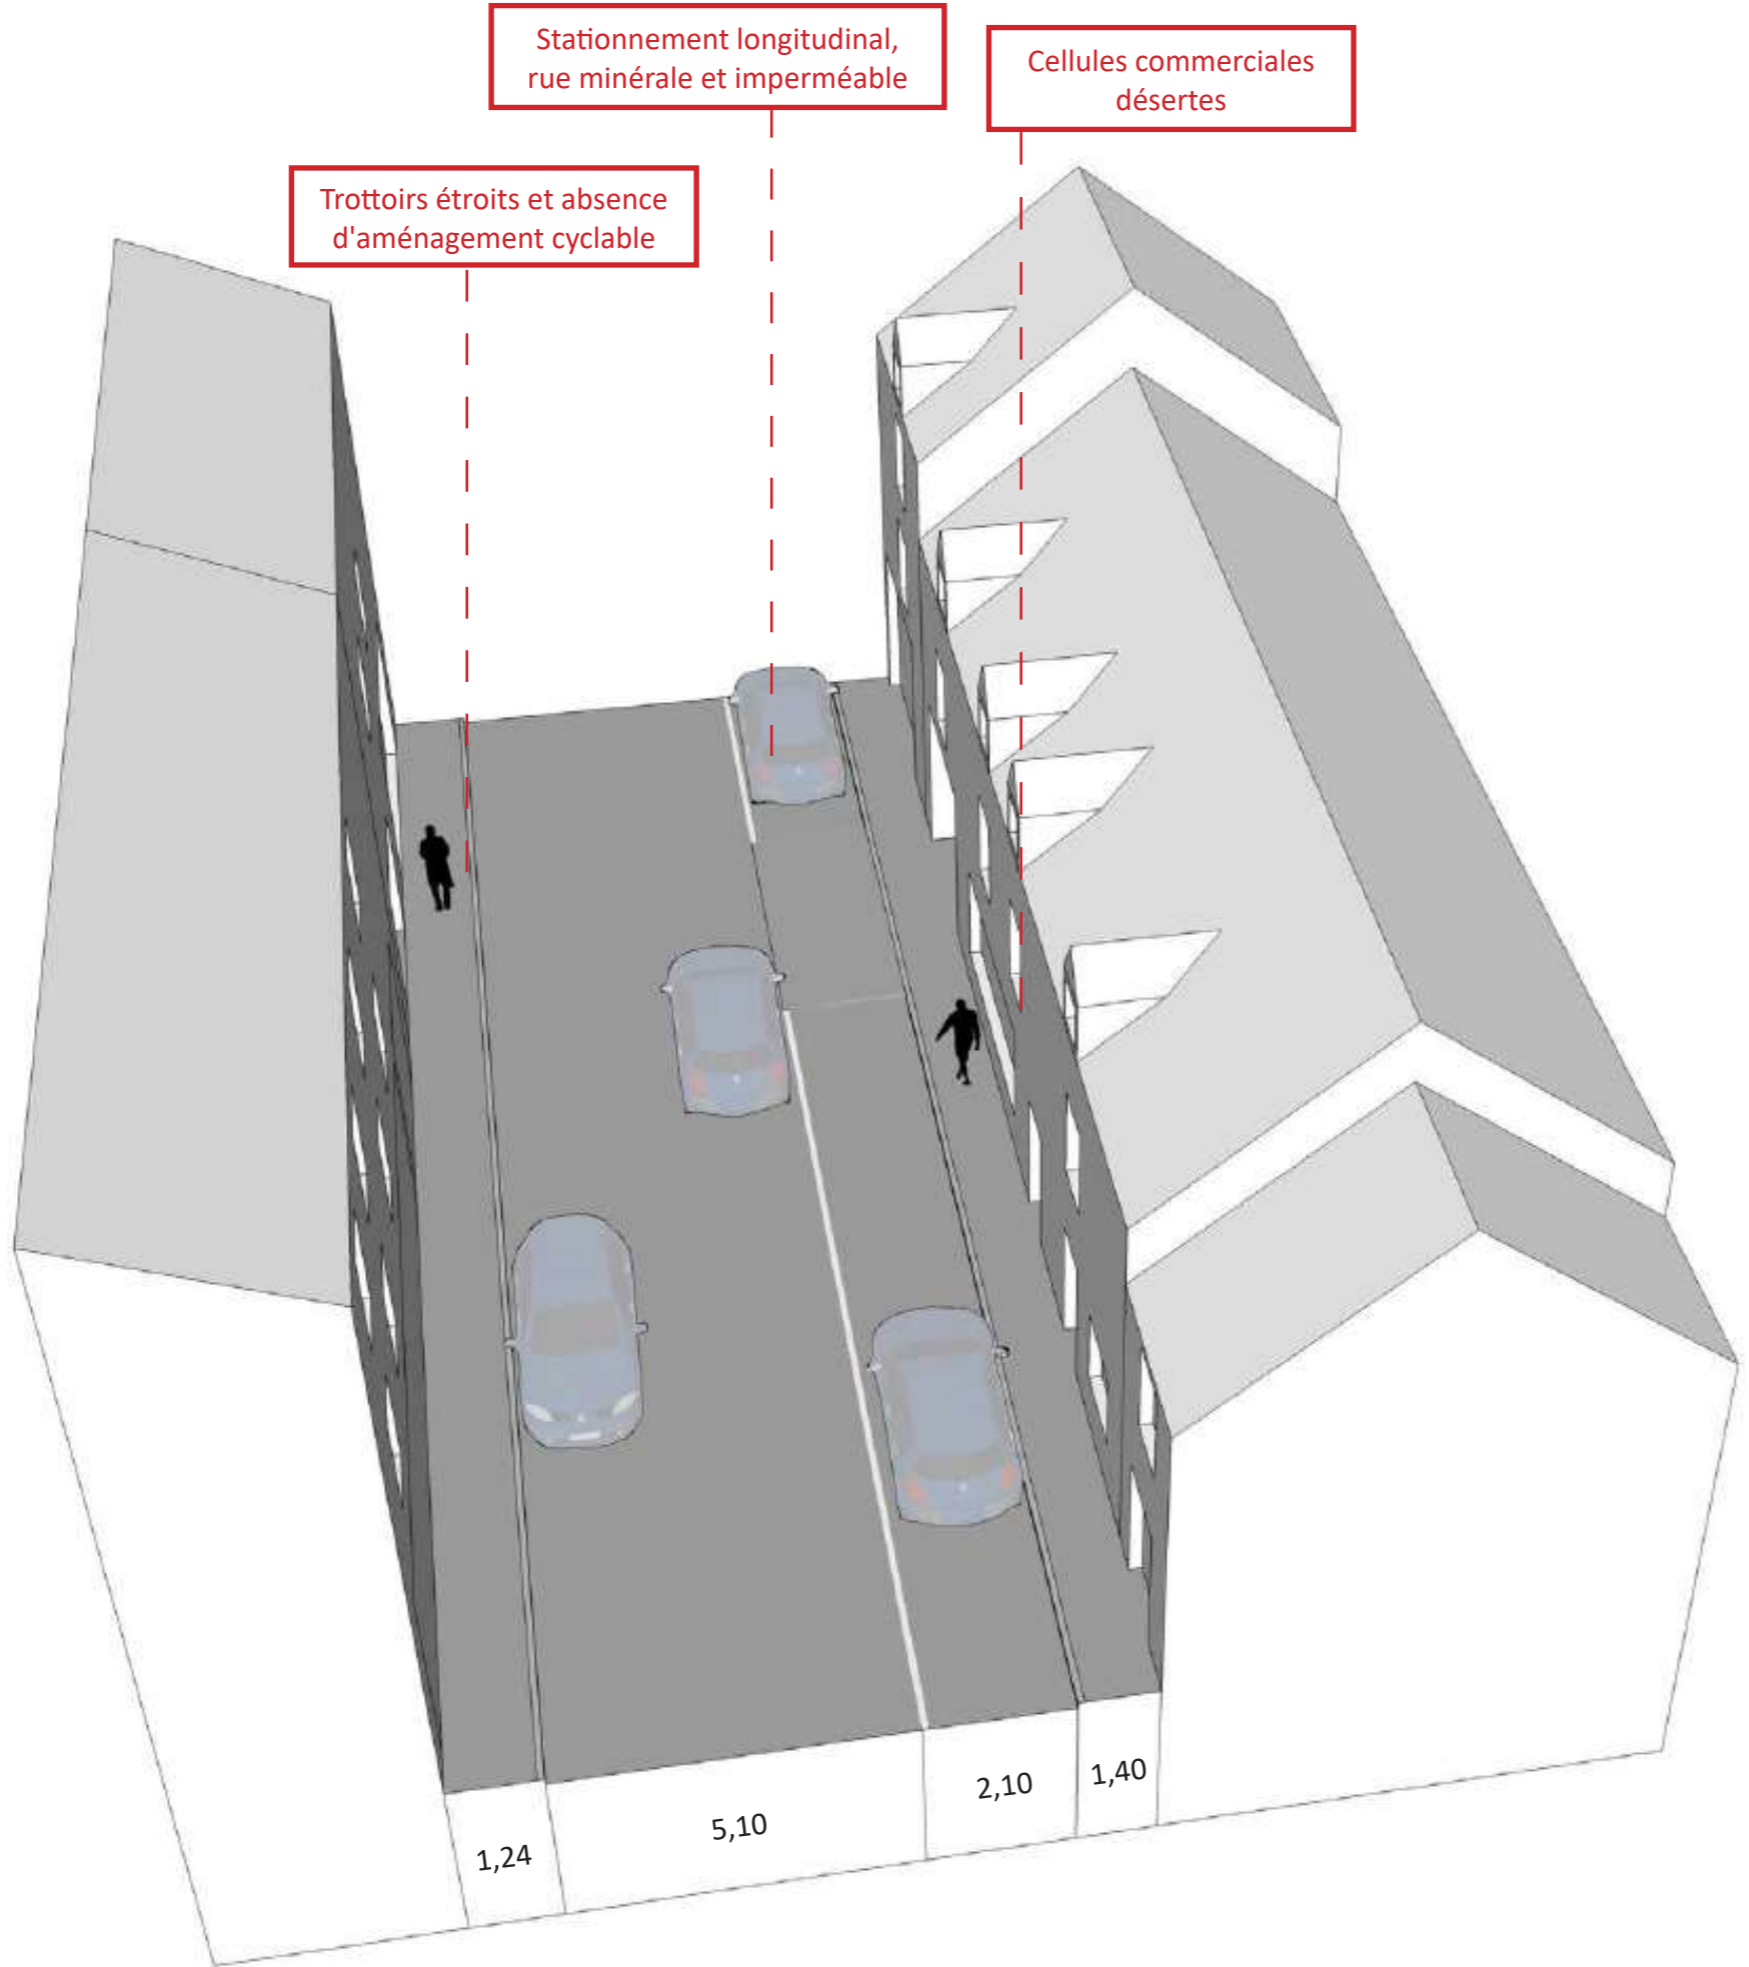 Stationnement longitudinal,
rue minérale et imperméable
Cellules commerciales
désertes
Trottoirs étroits et absence
d'aménagement cyclable
1,24
5,10
2,10
1,40